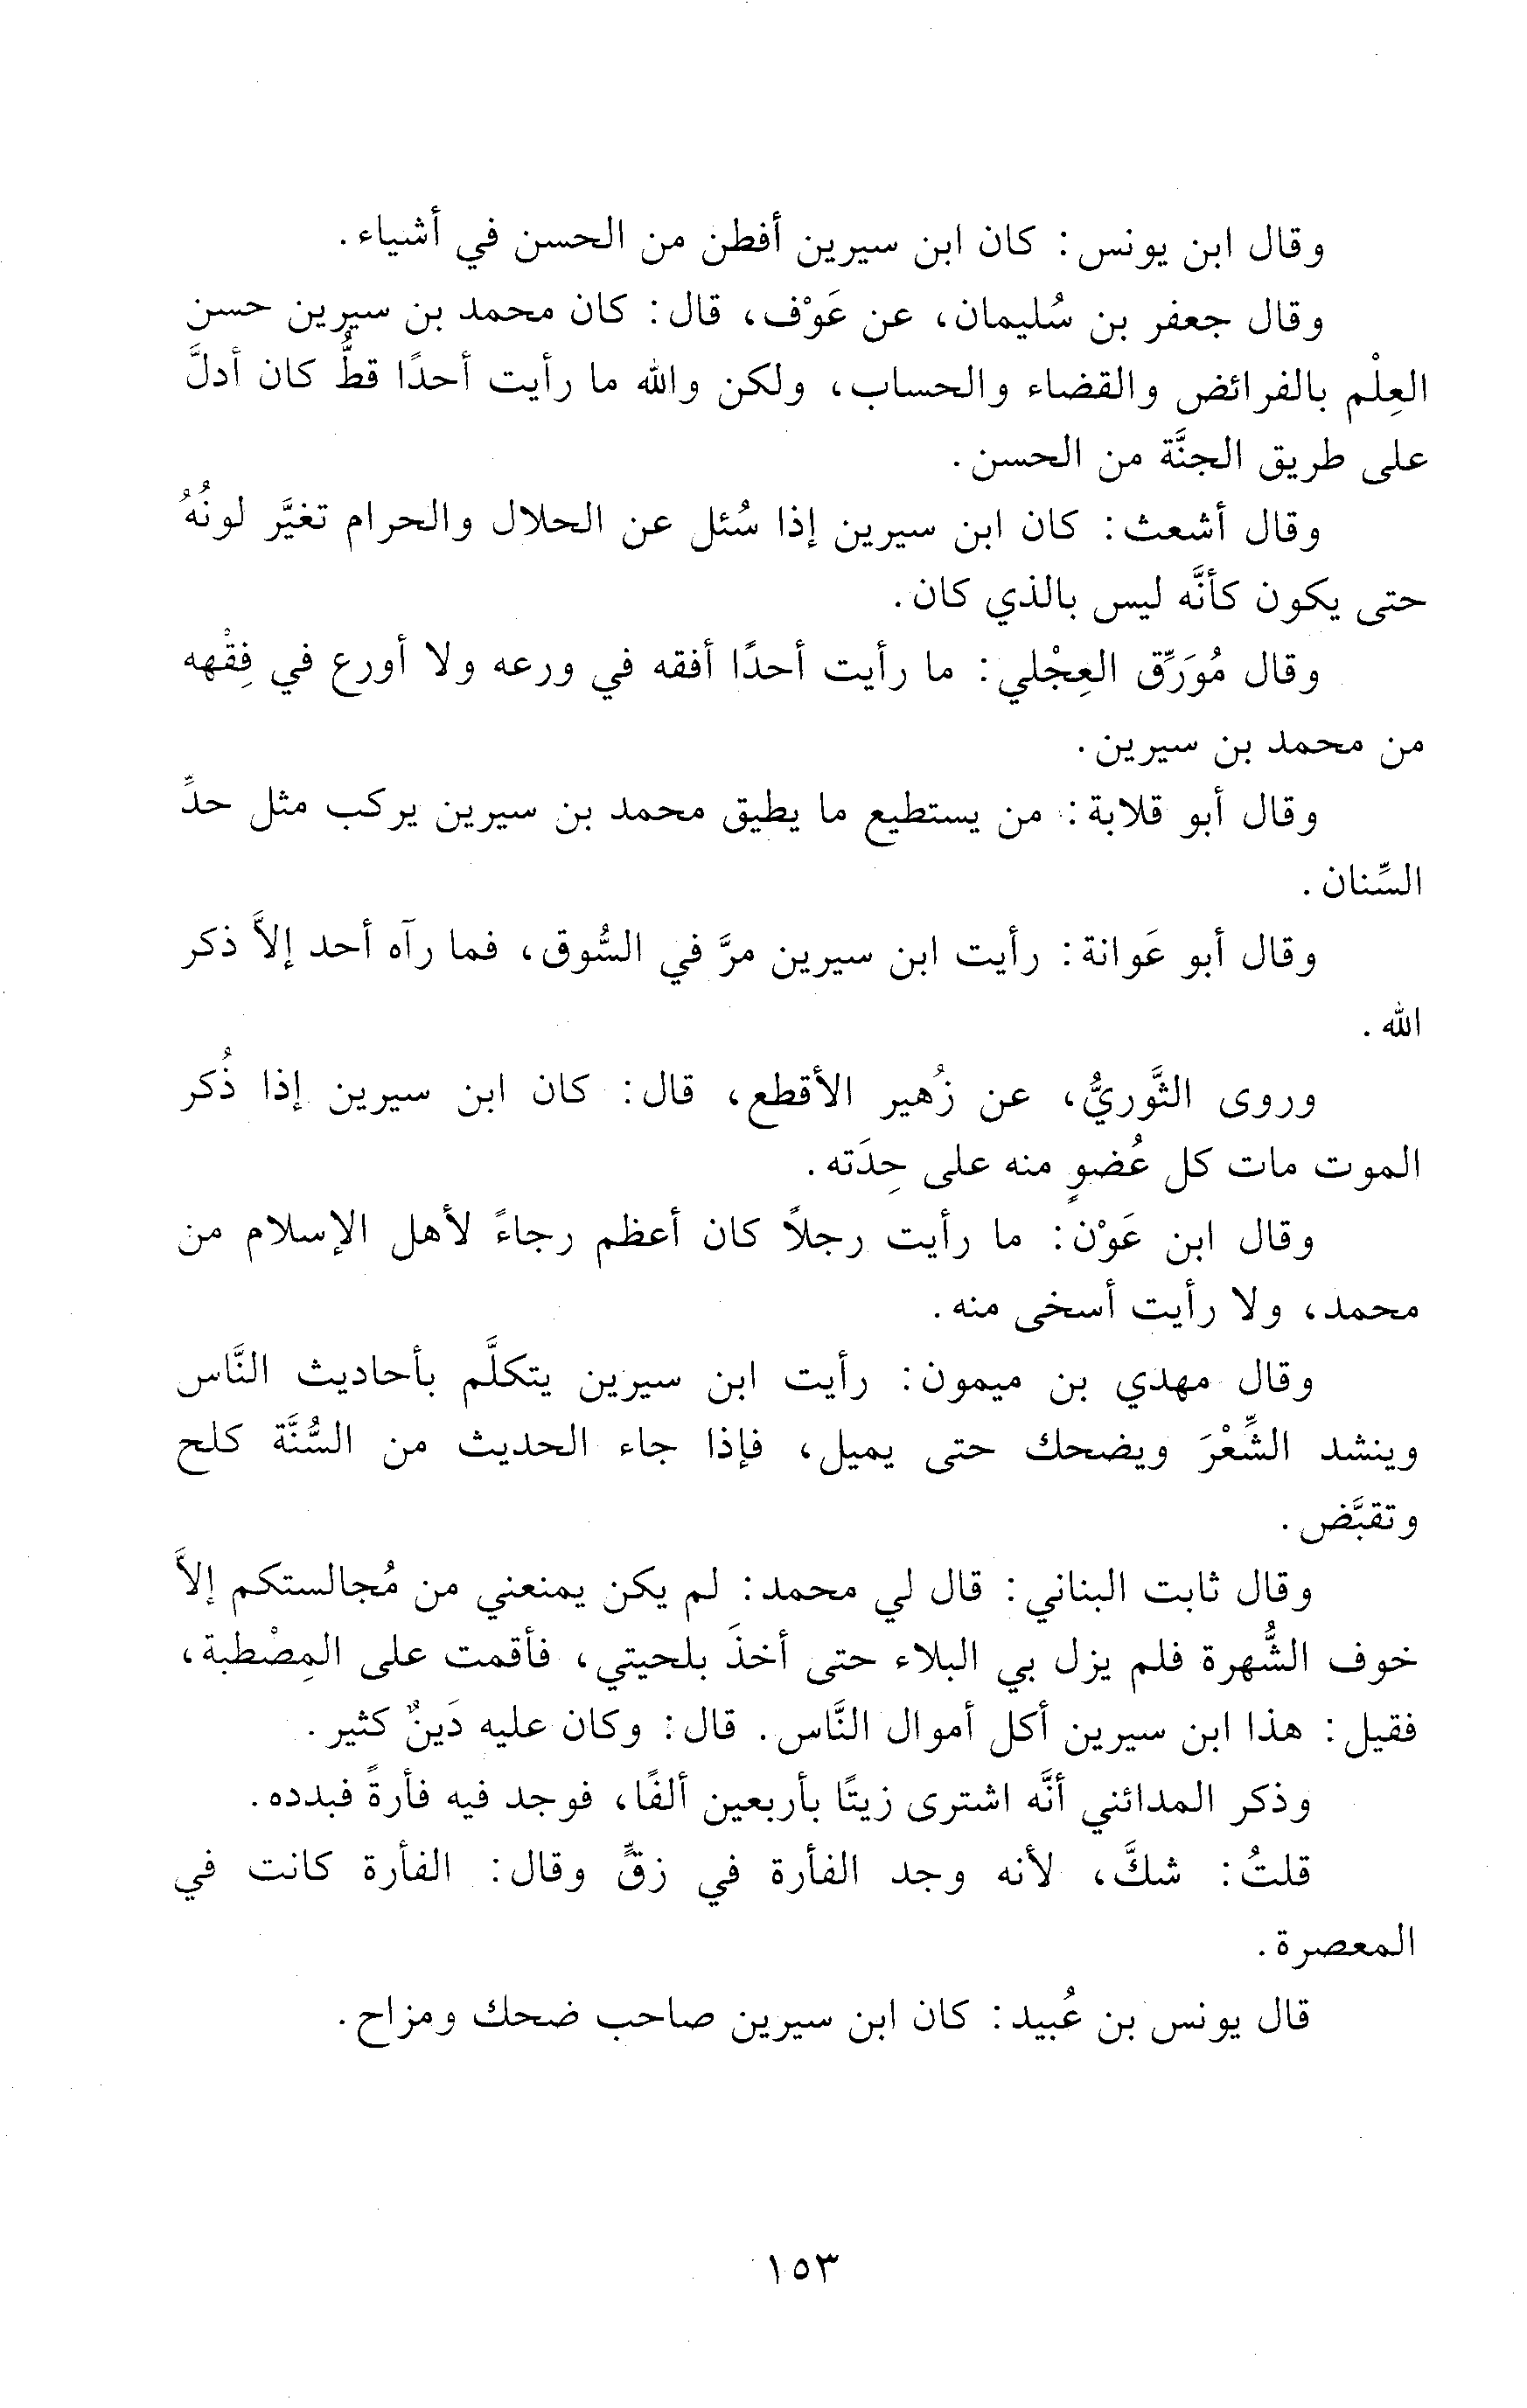 وقال ابن يونس: كان ابن سيرين أفطن من الحسن في أشياء.
وقال جعفر بن سُليمان، عن عَوْف، قال: كان محمد بن سيرين حسن
العِلْم بالفرائض والقضاء والحساب، ولكن والله ما رأيت أحدًا قطُّ كان أدلَّ
على طريق الجنَّة من الحسن.
وقال أشعث: كان ابن سيرين إذا سُئل عن الحلال والحرام تغيَّر لونُهُ
حتى يكون كأنَّه ليس بالذي كان.
وقال مُوَرِّق العِجْلي: ما رأيت أحدًا أفقه في ورعه ولا أورع في فِقْهه
من محمد بن سيرين.
وقال أبو قلابة: من يستطيع ما يطيق محمد بن سيرين يركب مثل حدِّ
السِّنان.
وقال أبو عَوانة: رأيت ابن سيرين مرَّ في السُّوق، فما رآه أحد إلاَّ ذكر
الله.
وروى الثَّوريُّ، عن زُهير الأقطع، قال: كان ابن سيرين إذا ذُكر
الموت مات كل عُضوٍ منه على حِدَته.
وقال ابن عَوْن: ما رأيت رجلاً كان أعظم رجاءً لأهل الإسلام من
محمد، ولا رأيت أسخى منه.
وقال مهدي بن ميمون: رأيت ابن سيرين يتكلَّم بأحاديث النَّاس
وينشد الشِّعْرَ ويضحك حتى يميل، فإذا جاء الحديث من السُّنَّة كلح
وتقبَّض.
وقال ثابت البناني: قال لي محمد: لم يكن يمنعني من مُجالستكم إلاَّ
خوف الشُّهرة فلم يزل بي البلاء حتى أخذَ بلحيتي، فأقمت على المِصْطبة،
فقيل: هذا ابن سيرين أكل أموال النَّاس. قال: وكان عليه دَينٌ كثير.
وذكر المدائني أنَّه اشترى زيتًا بأربعين ألفًا، فوجد فيه فأرةً فبدده.
قلتُ: شكَّ، لأنه وجد الفأرة في زقٍّ وقال: الفأرة كانت في
المعصرة.
قال يونس بن عُبيد: كان ابن سيرين صاحب ضحك ومزاح.
١٥٣